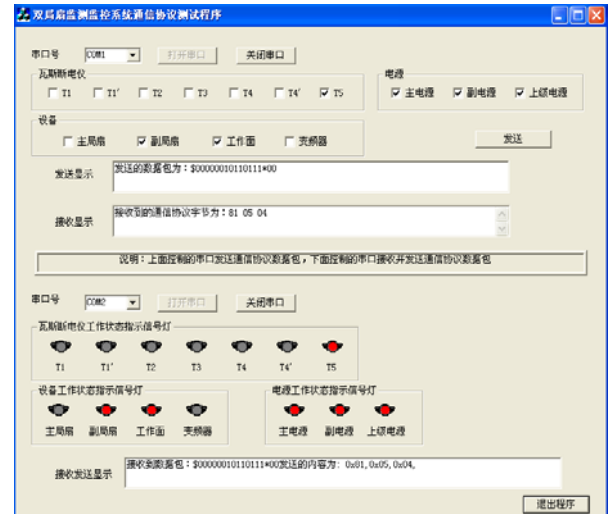 双局扇监测监控系统通信协议测试程序
串口号 COM1 打开串口 关闭串口
瓦斯断电仪 电源
T1 T1′ T2 T3 T4 T4′ T5 主电源 副电源 上级电源
设备
主局扇 副局扇 工作面 变频器 发送
发送显示 发送的数据包为：$00000010110111*00
接收显示 接收到的通信协议字节为：81 05 04
说明：上面控制的串口发送通信协议数据包，下面控制的串口接收并发送通信协议数据包
串口号 COM2 打开串口 关闭串口
瓦斯断电仪工作状态指示信号灯
T1 T1′ T2 T3 T4 T4′ T5
设备工作状态指示信号灯 电源工作状态指示信号灯
主局扇 副局扇 工作面 变频器 主电源 副电源 上级电源
接收发送显示 接收到数据包：$00000010110111*00发送的内容为: 0x81,0x05,0x04,
退出程序